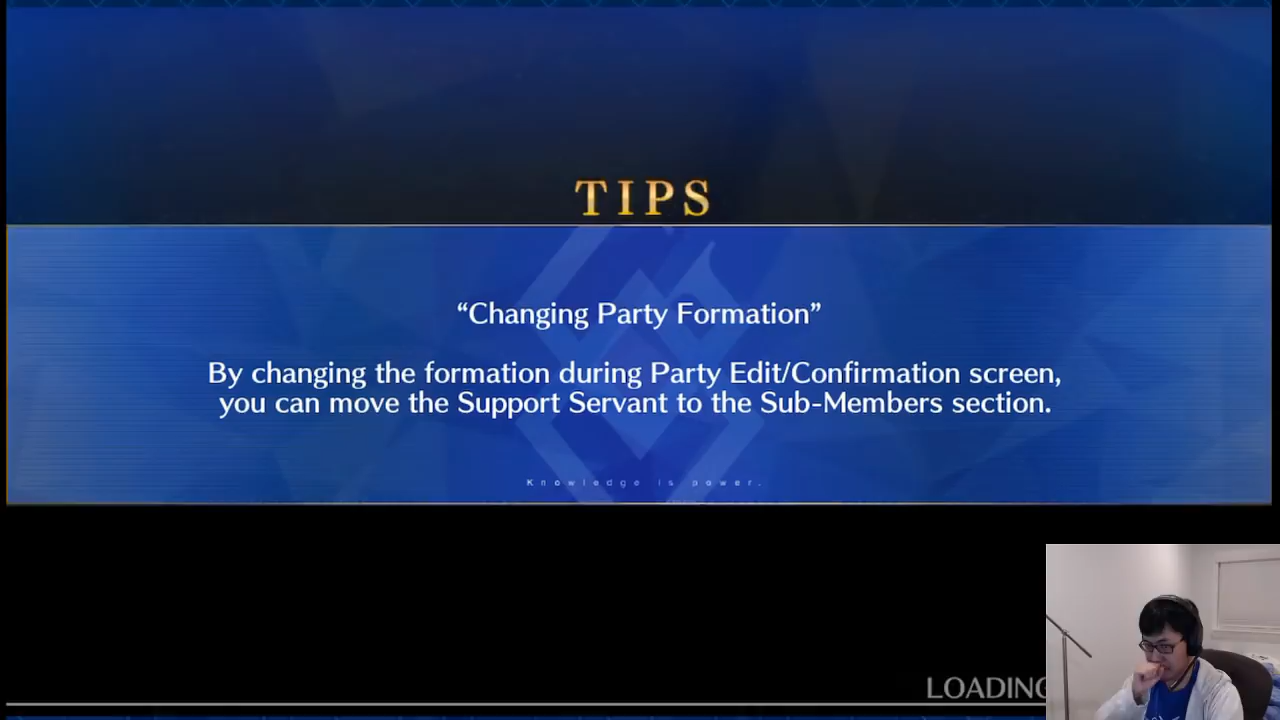 TIPS
“Changing Party Formation”
By changing the formation during Party Edit/Confirmation screen,
you can move the Support Servant to the Sub-Members section.
Knowledge is power.
LOADING